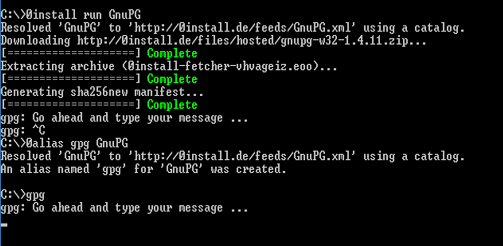 C:\>0install run GnuPG
Resolved 'GnuPG' to 'http://0install.de/feeds/GnuPG.xml' using a catalog.
Downloading http://0install.de/files/hosted/gnupg-w32-1.4.11.zip...
[====================] Complete
Extracting archive (0install-fetcher-vhvageiz.eoo)...
[====================] Complete
Generating sha256new manifest...
[====================] Complete
gpg: Go ahead and type your message ...
gpg: ^C
C:\>0alias gpg GnuPG
Resolved 'GnuPG' to 'http://0install.de/feeds/GnuPG.xml' using a catalog.
An alias named 'gpg' for 'GnuPG' was created.
C:\>gpg
gpg: Go ahead and type your message ...